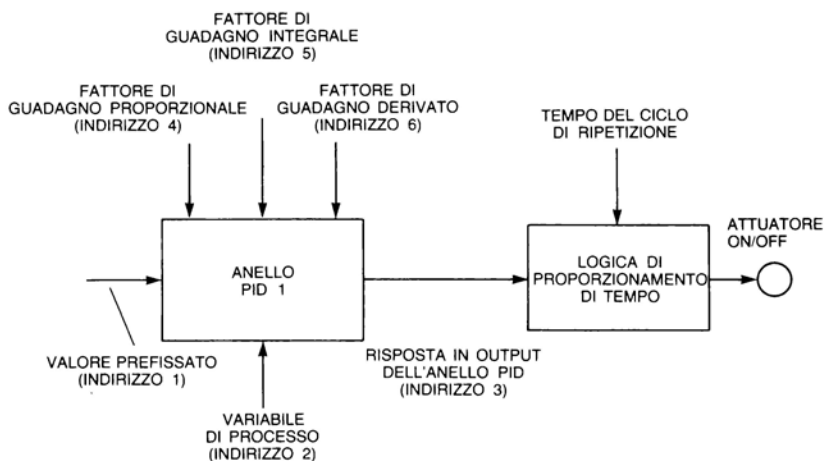 FATTORE DI
GUADAGNO INTEGRALE
(INDIRIZZO 5)
FATTORE DI
GUADAGNO PROPORZIONALE
(INDIRIZZO 4)
FATTORE DI
GUADAGNO DERIVATO
(INDIRIZZO 6)
TEMPO DEL CICLO
DI RIPETIZIONE
ANELLO
PID 1
LOGICA DI
PROPORZIONAMENTO
DI TEMPO
ATTUATORE
ON/OFF
VALORE PREFISSATO
(INDIRIZZO 1)
VARIABILE
DI PROCESSO
(INDIRIZZO 2)
RISPOSTA IN OUTPUT
DELL'ANELLO PID
(INDIRIZZO 3)